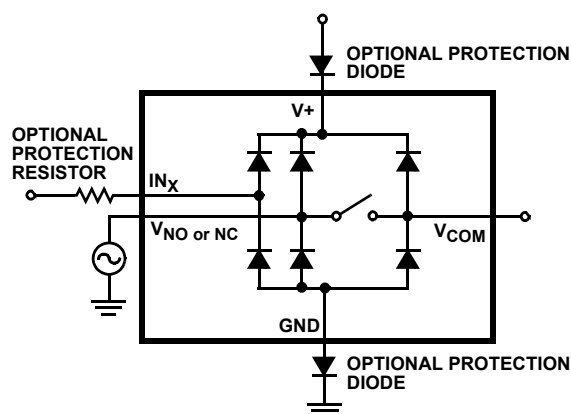 OPTIONAL PROTECTION
DIODE
V+
OPTIONAL
PROTECTION
RESISTOR
INX
VNO or NC
VCOM
GND
OPTIONAL PROTECTION
DIODE